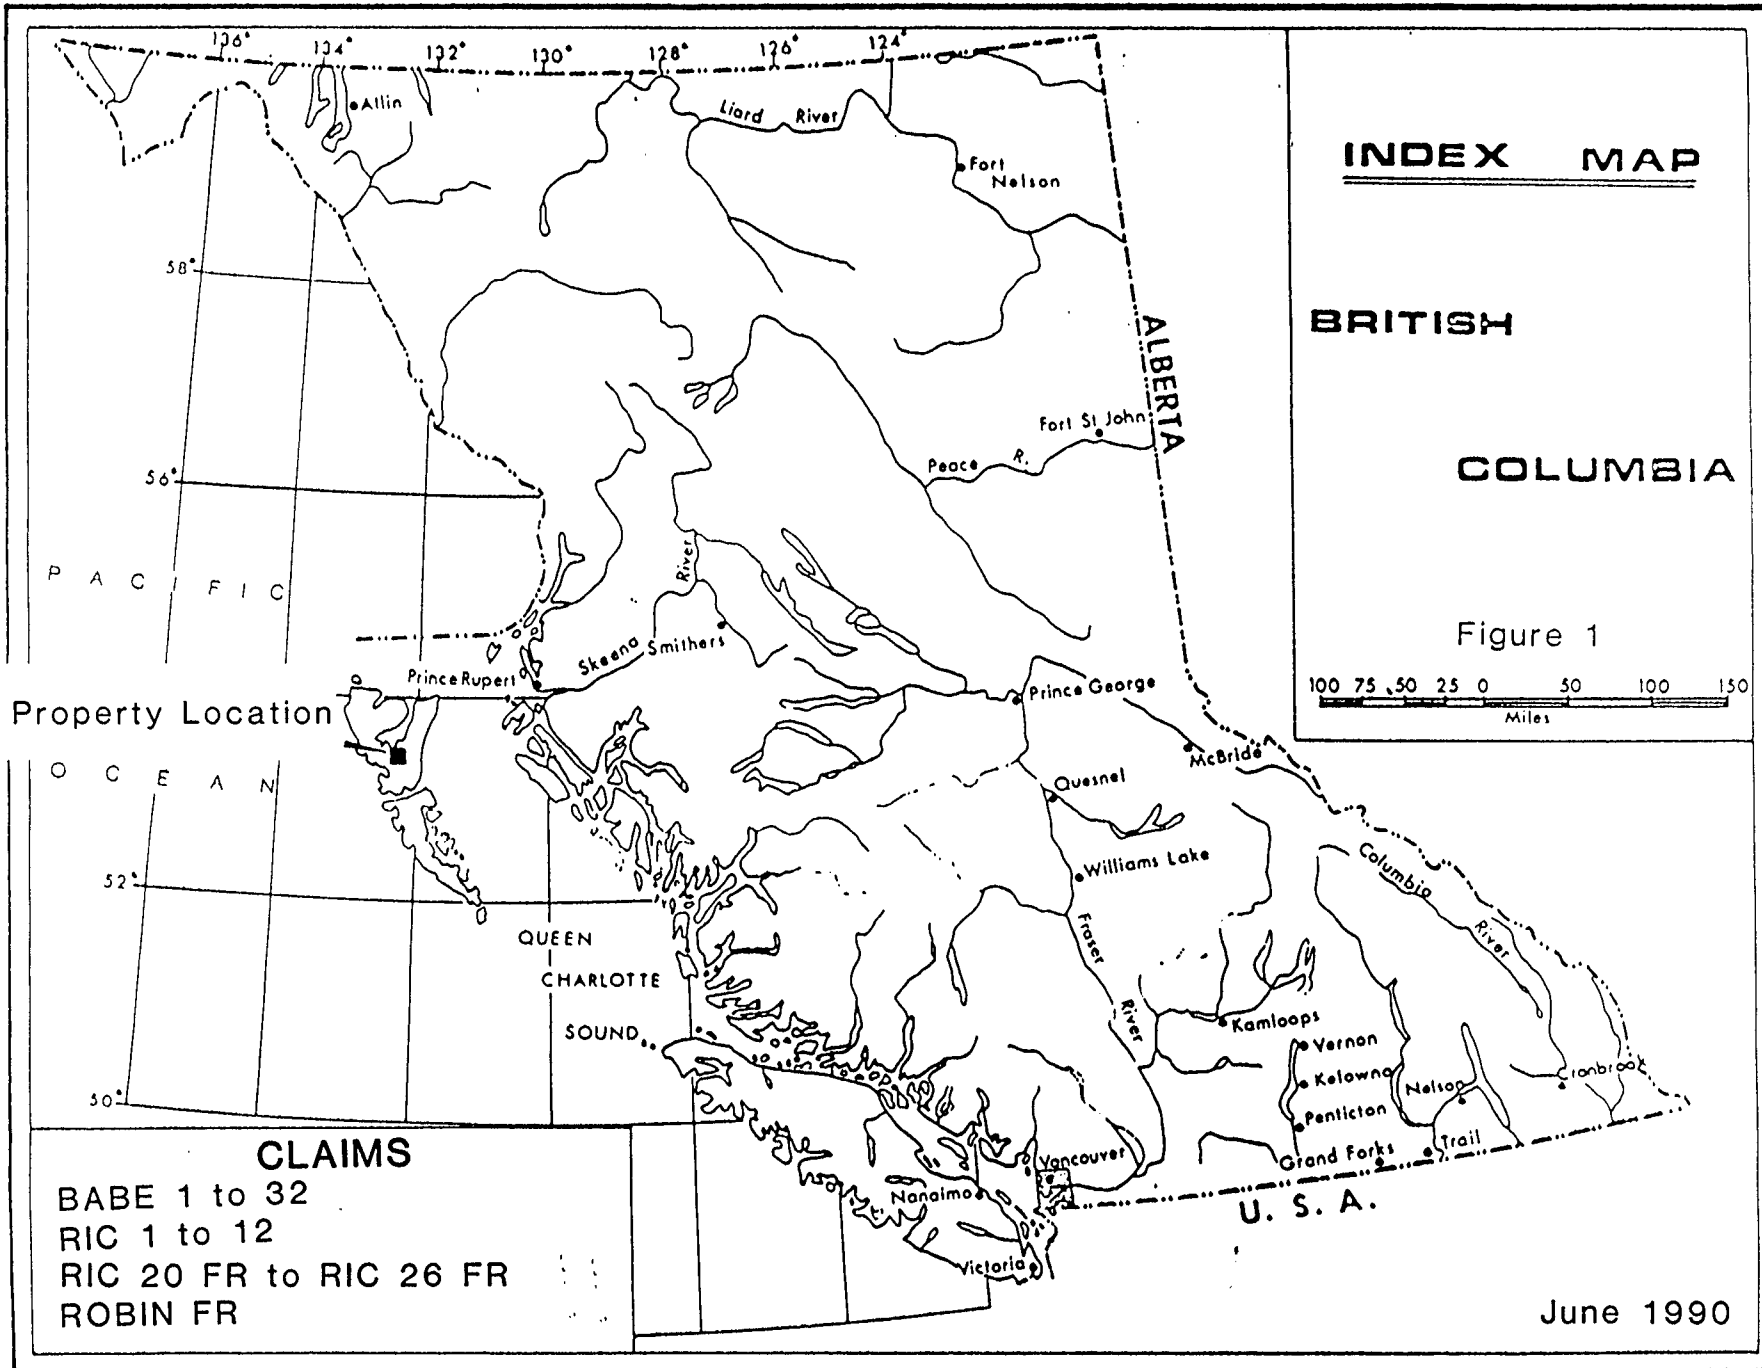 136° 134° 132° 130° 128° 126° 124°
Atlin
Liard River
Fort
Nelson
INDEX MAP
58°
BRITISH
ALBERTA
Fort St John
Peace R.
COLUMBIA
56°
PACIFIC
River
Figure 1
Skeena
Smithers
Prince Rupert
Prince George
100 75 50 25 0 50 100 150
Miles
Property Location
McBride
OCEAN
Quesnel
Williams Lake
Columbia
River
52°
QUEEN
CHARLOTTE
SOUND
Fraser
River
Kamloops
Vernon
Kelowna
Nelson
Cranbrook
50°
Penticton
Grand Forks
Trail
Vancouver
Nanaimo
Victoria
U. S. A.
CLAIMS
BABE 1 to 32
RIC 1 to 12
RIC 20 FR to RIC 26 FR
ROBIN FR
June 1990